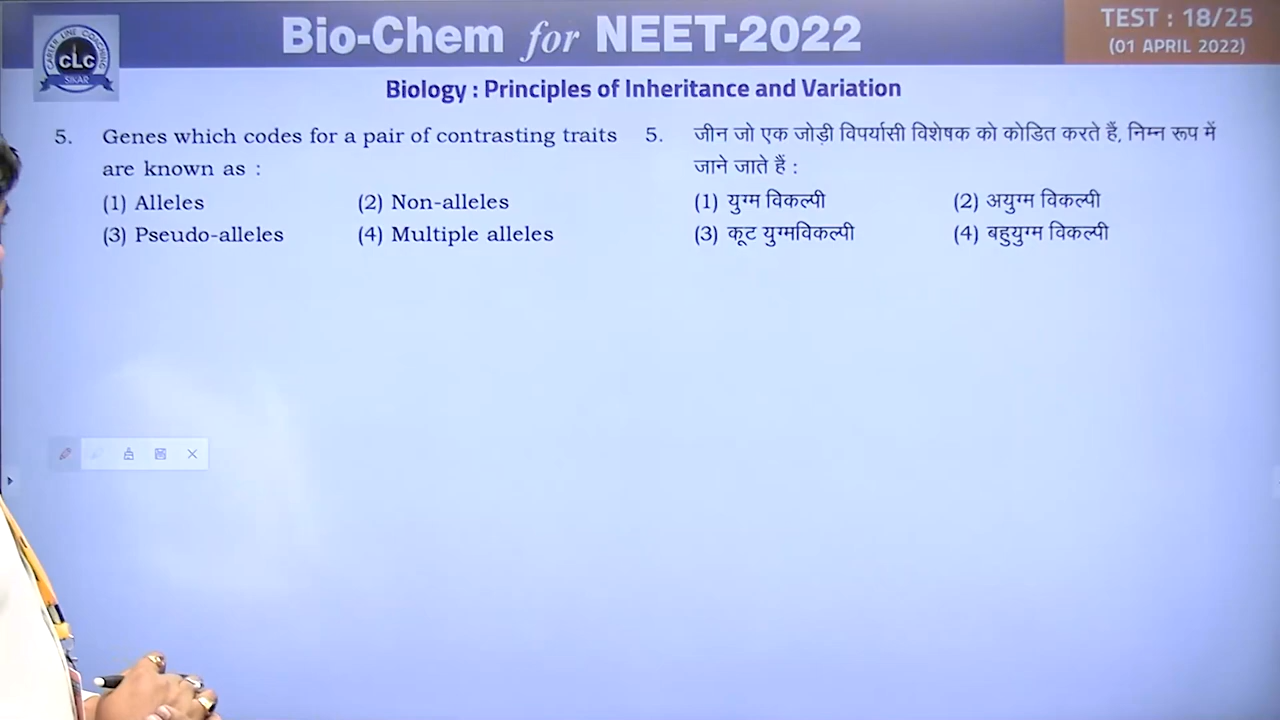 CAREER LINE COACHING
CLC
SIKAR
Bio-Chem for NEET-2022
TEST : 18/25
(01 APRIL 2022)
Biology : Principles of Inheritance and Variation
5. Genes which codes for a pair of contrasting traits
are known as :
(1) Alleles (2) Non-alleles
(3) Pseudo-alleles (4) Multiple alleles
5. जीन जो एक जोड़ी विपर्यासी विशेषक को कोडित करते हैं, निम्न रूप में
जाने जाते हैं :
(1) युग्म विकल्पी (2) अयुग्म विकल्पी
(3) कूट युग्मविकल्पी (4) बहुयुग्म विकल्पी